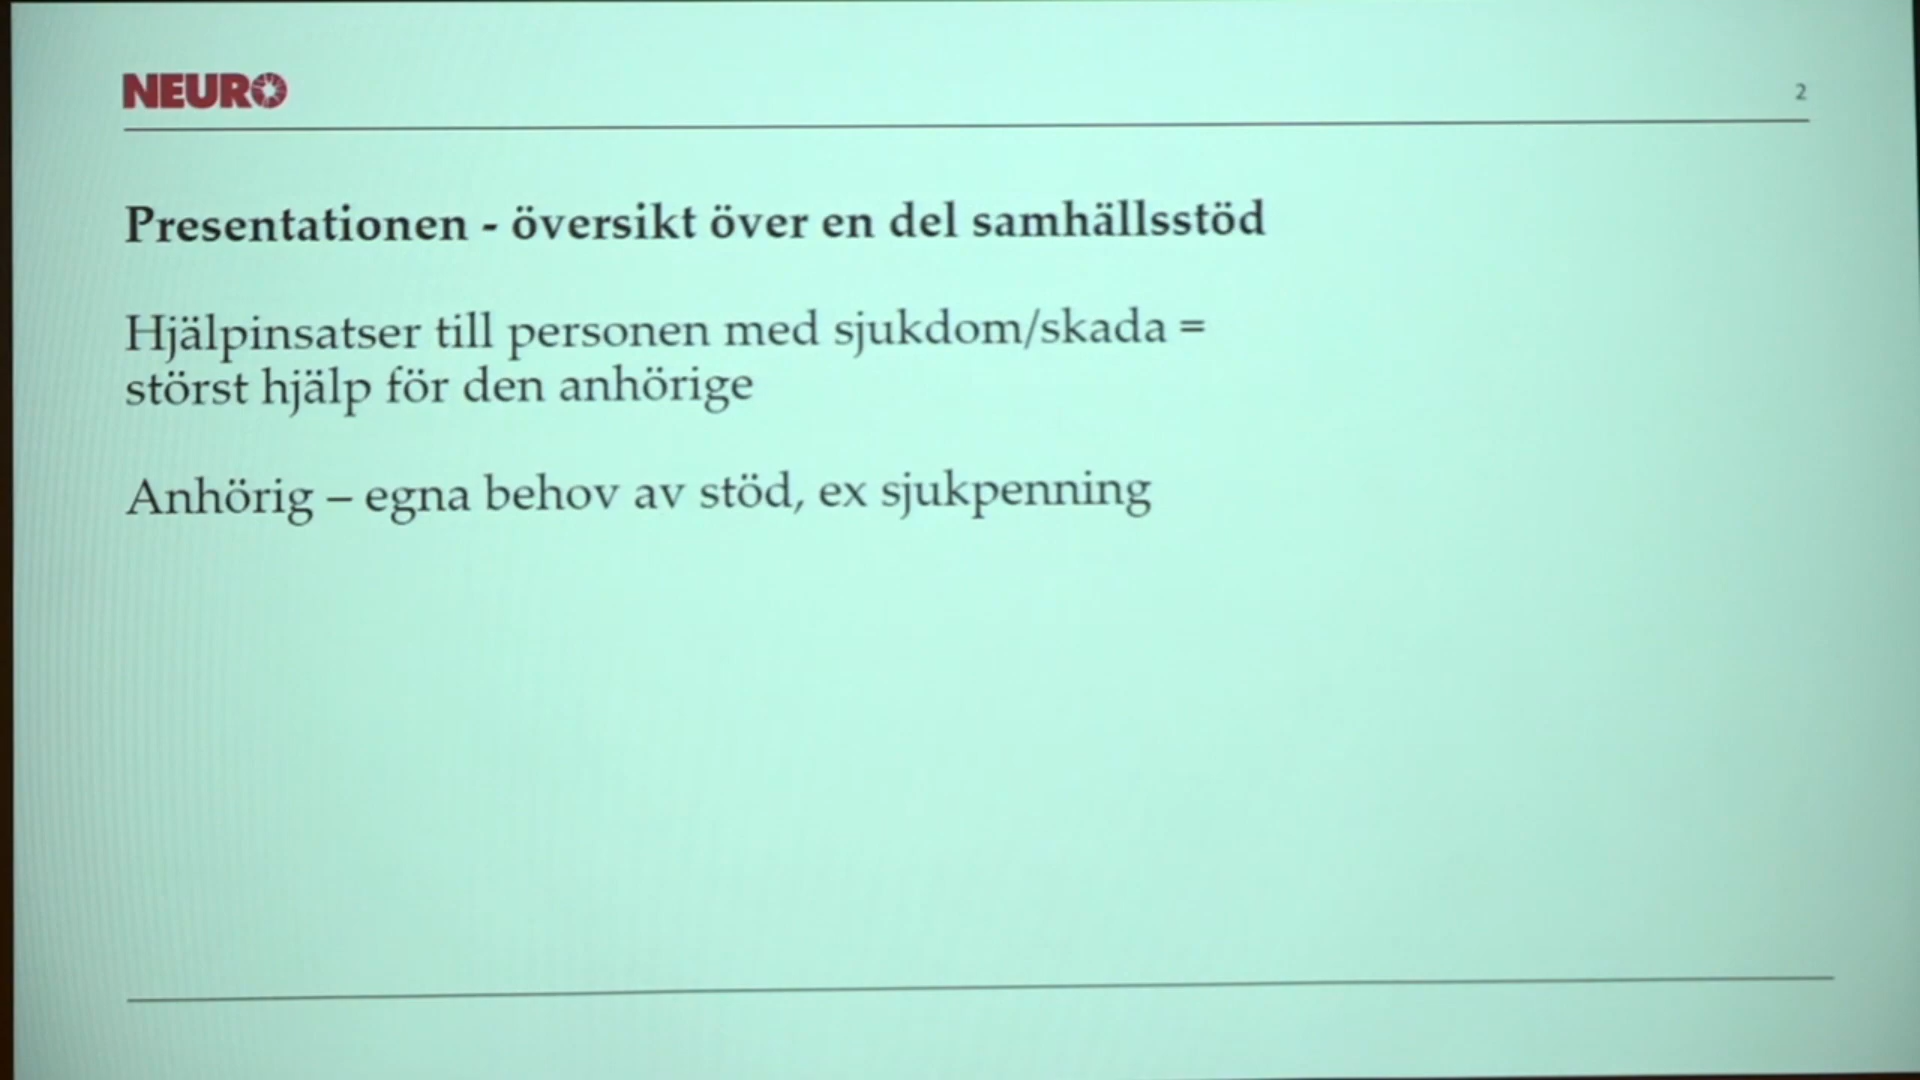 NEURO
2
Presentationen - översikt över en del samhällsstöd
Hjälpinsatser till personen med sjukdom/skada =
störst hjälp för den anhörige
Anhörig – egna behov av stöd, ex sjukpenning